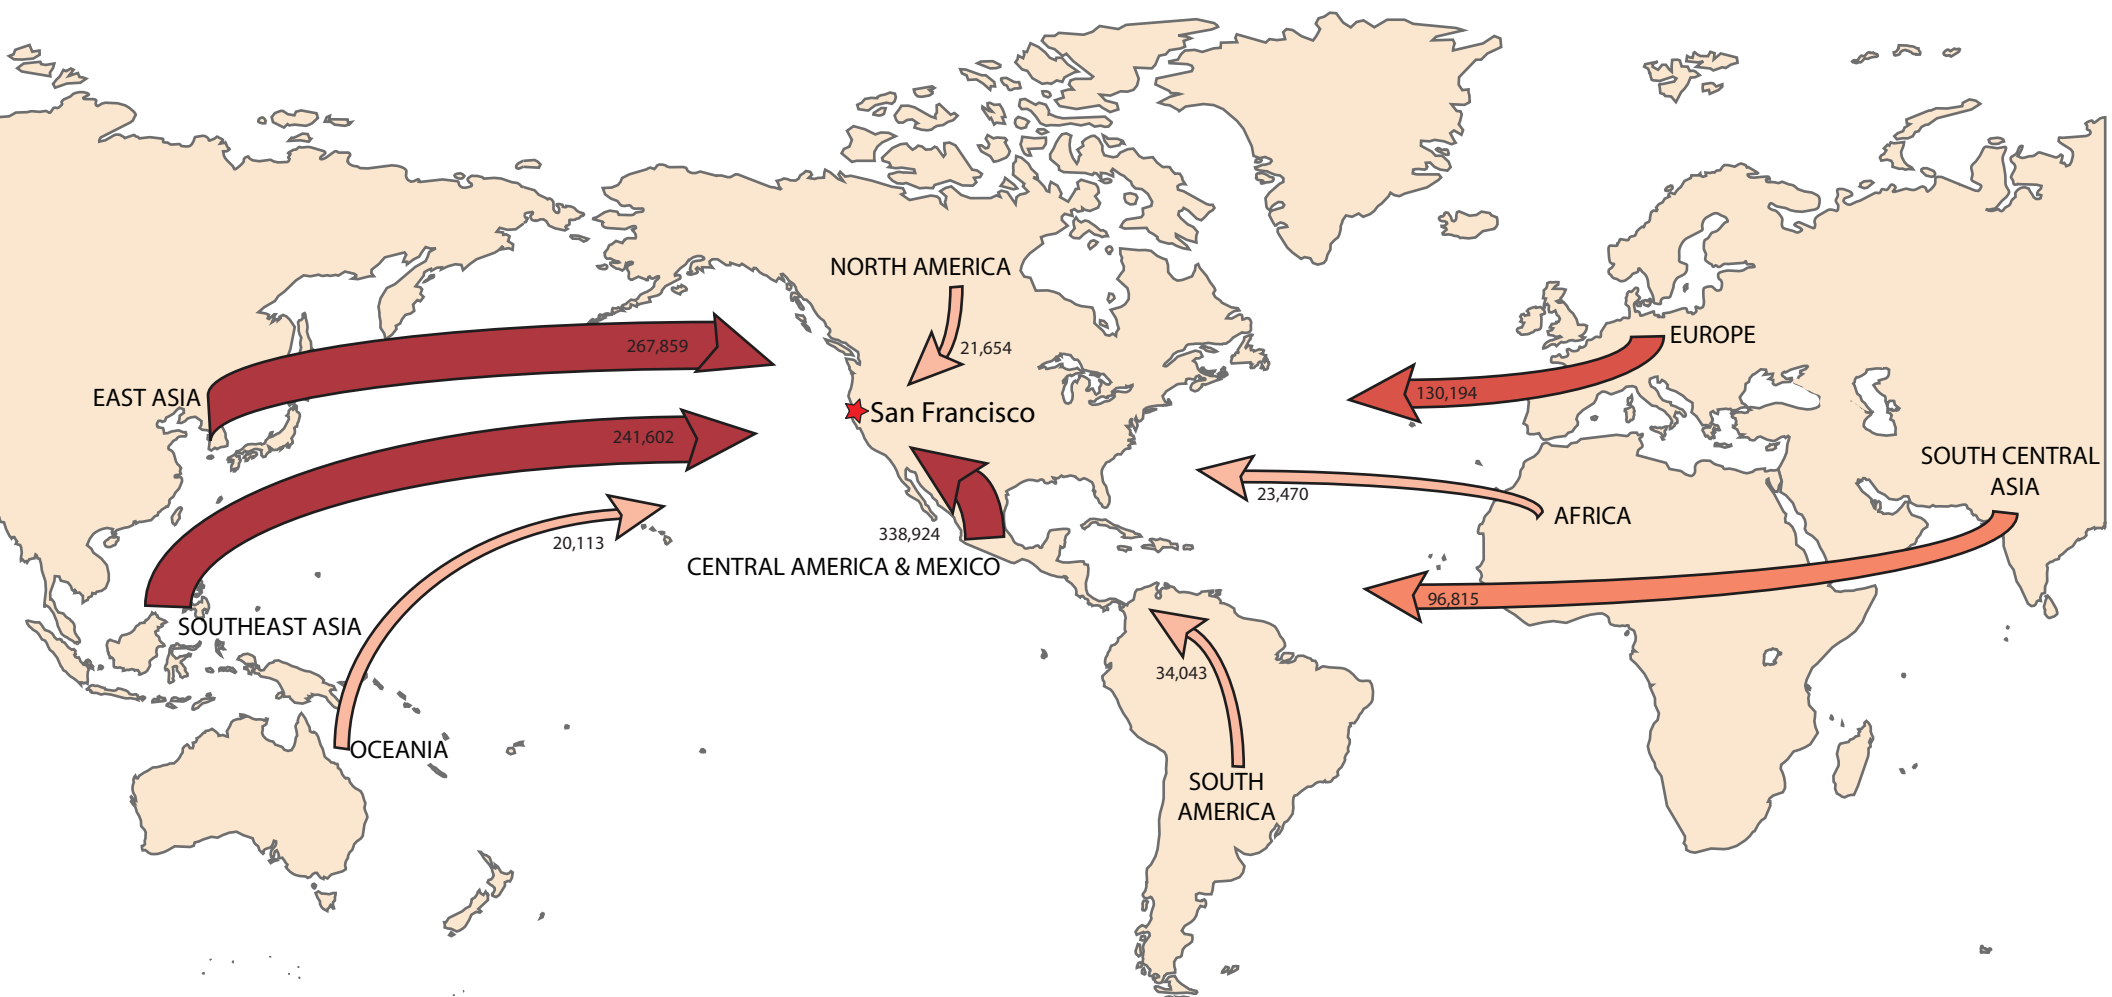 NORTH AMERICA
21,654
267,859
EAST ASIA
San Francisco
241,602
EUROPE
130,194
SOUTH CENTRAL
ASIA
23,470
AFRICA
20,113
338,924
CENTRAL AMERICA & MEXICO
96,815
SOUTHEAST ASIA
34,043
OCEANIA
SOUTH
AMERICA